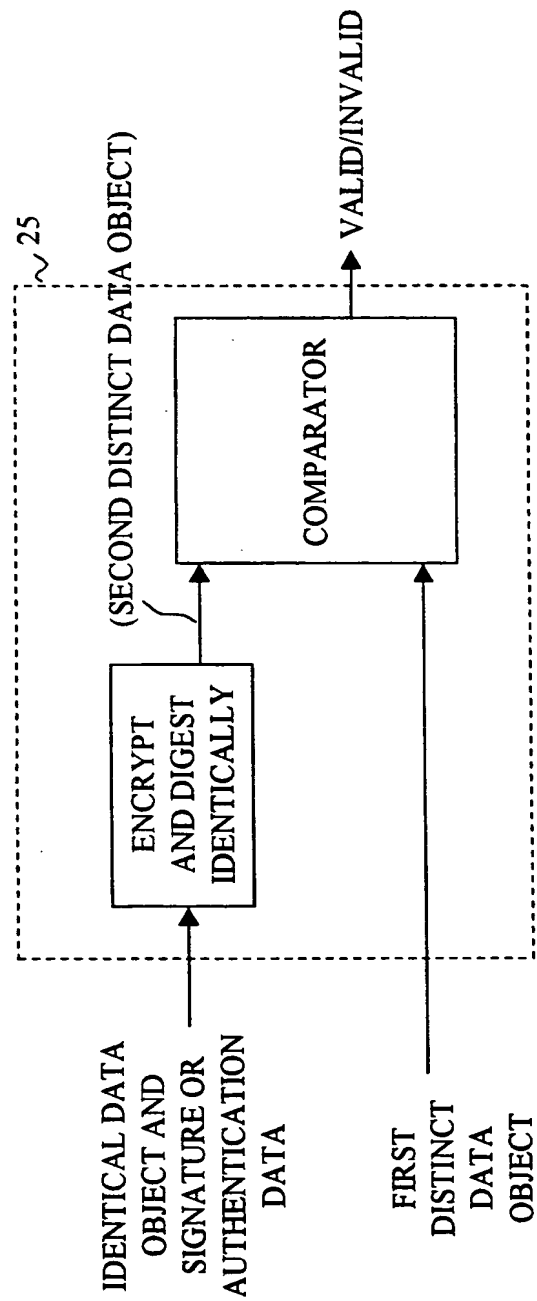 25
(SECOND DISTINCT DATA OBJECT)
IDENTICAL DATA
OBJECT AND
SIGNATURE OR
AUTHENTICATION
DATA
ENCRYPT
AND DIGEST
IDENTICALLY
COMPARATOR
VALID/INVALID
FIRST
DISTINCT
DATA
OBJECT